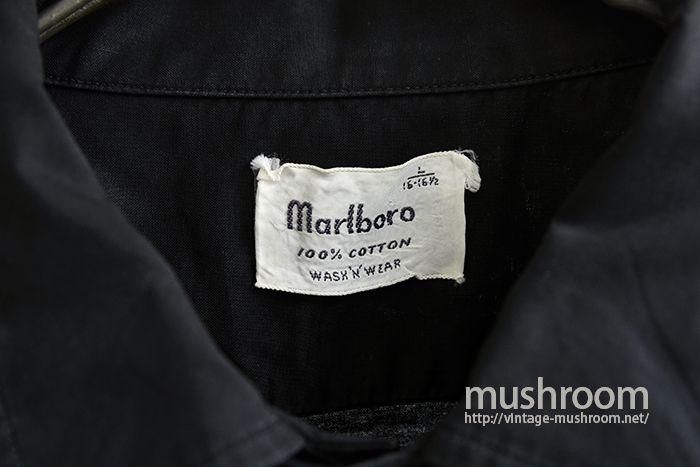 L
16-16½
Marlboro
100% COTTON
WASH'N'WEAR
mushroom
http://vintage-mushroom.net/